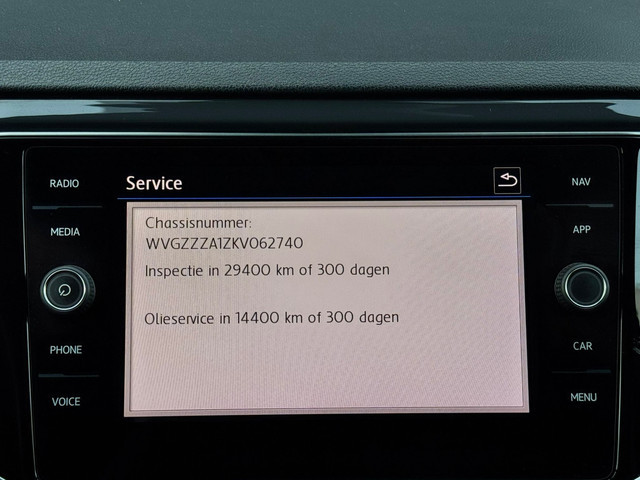 RADIO
MEDIA
PHONE
VOICE
Service
Chassisnummer:
WVGZZZA1ZKV062740
Inspectie in 29400 km of 300 dagen
Olieservice in 14400 km of 300 dagen
NAV
APP
CAR
MENU